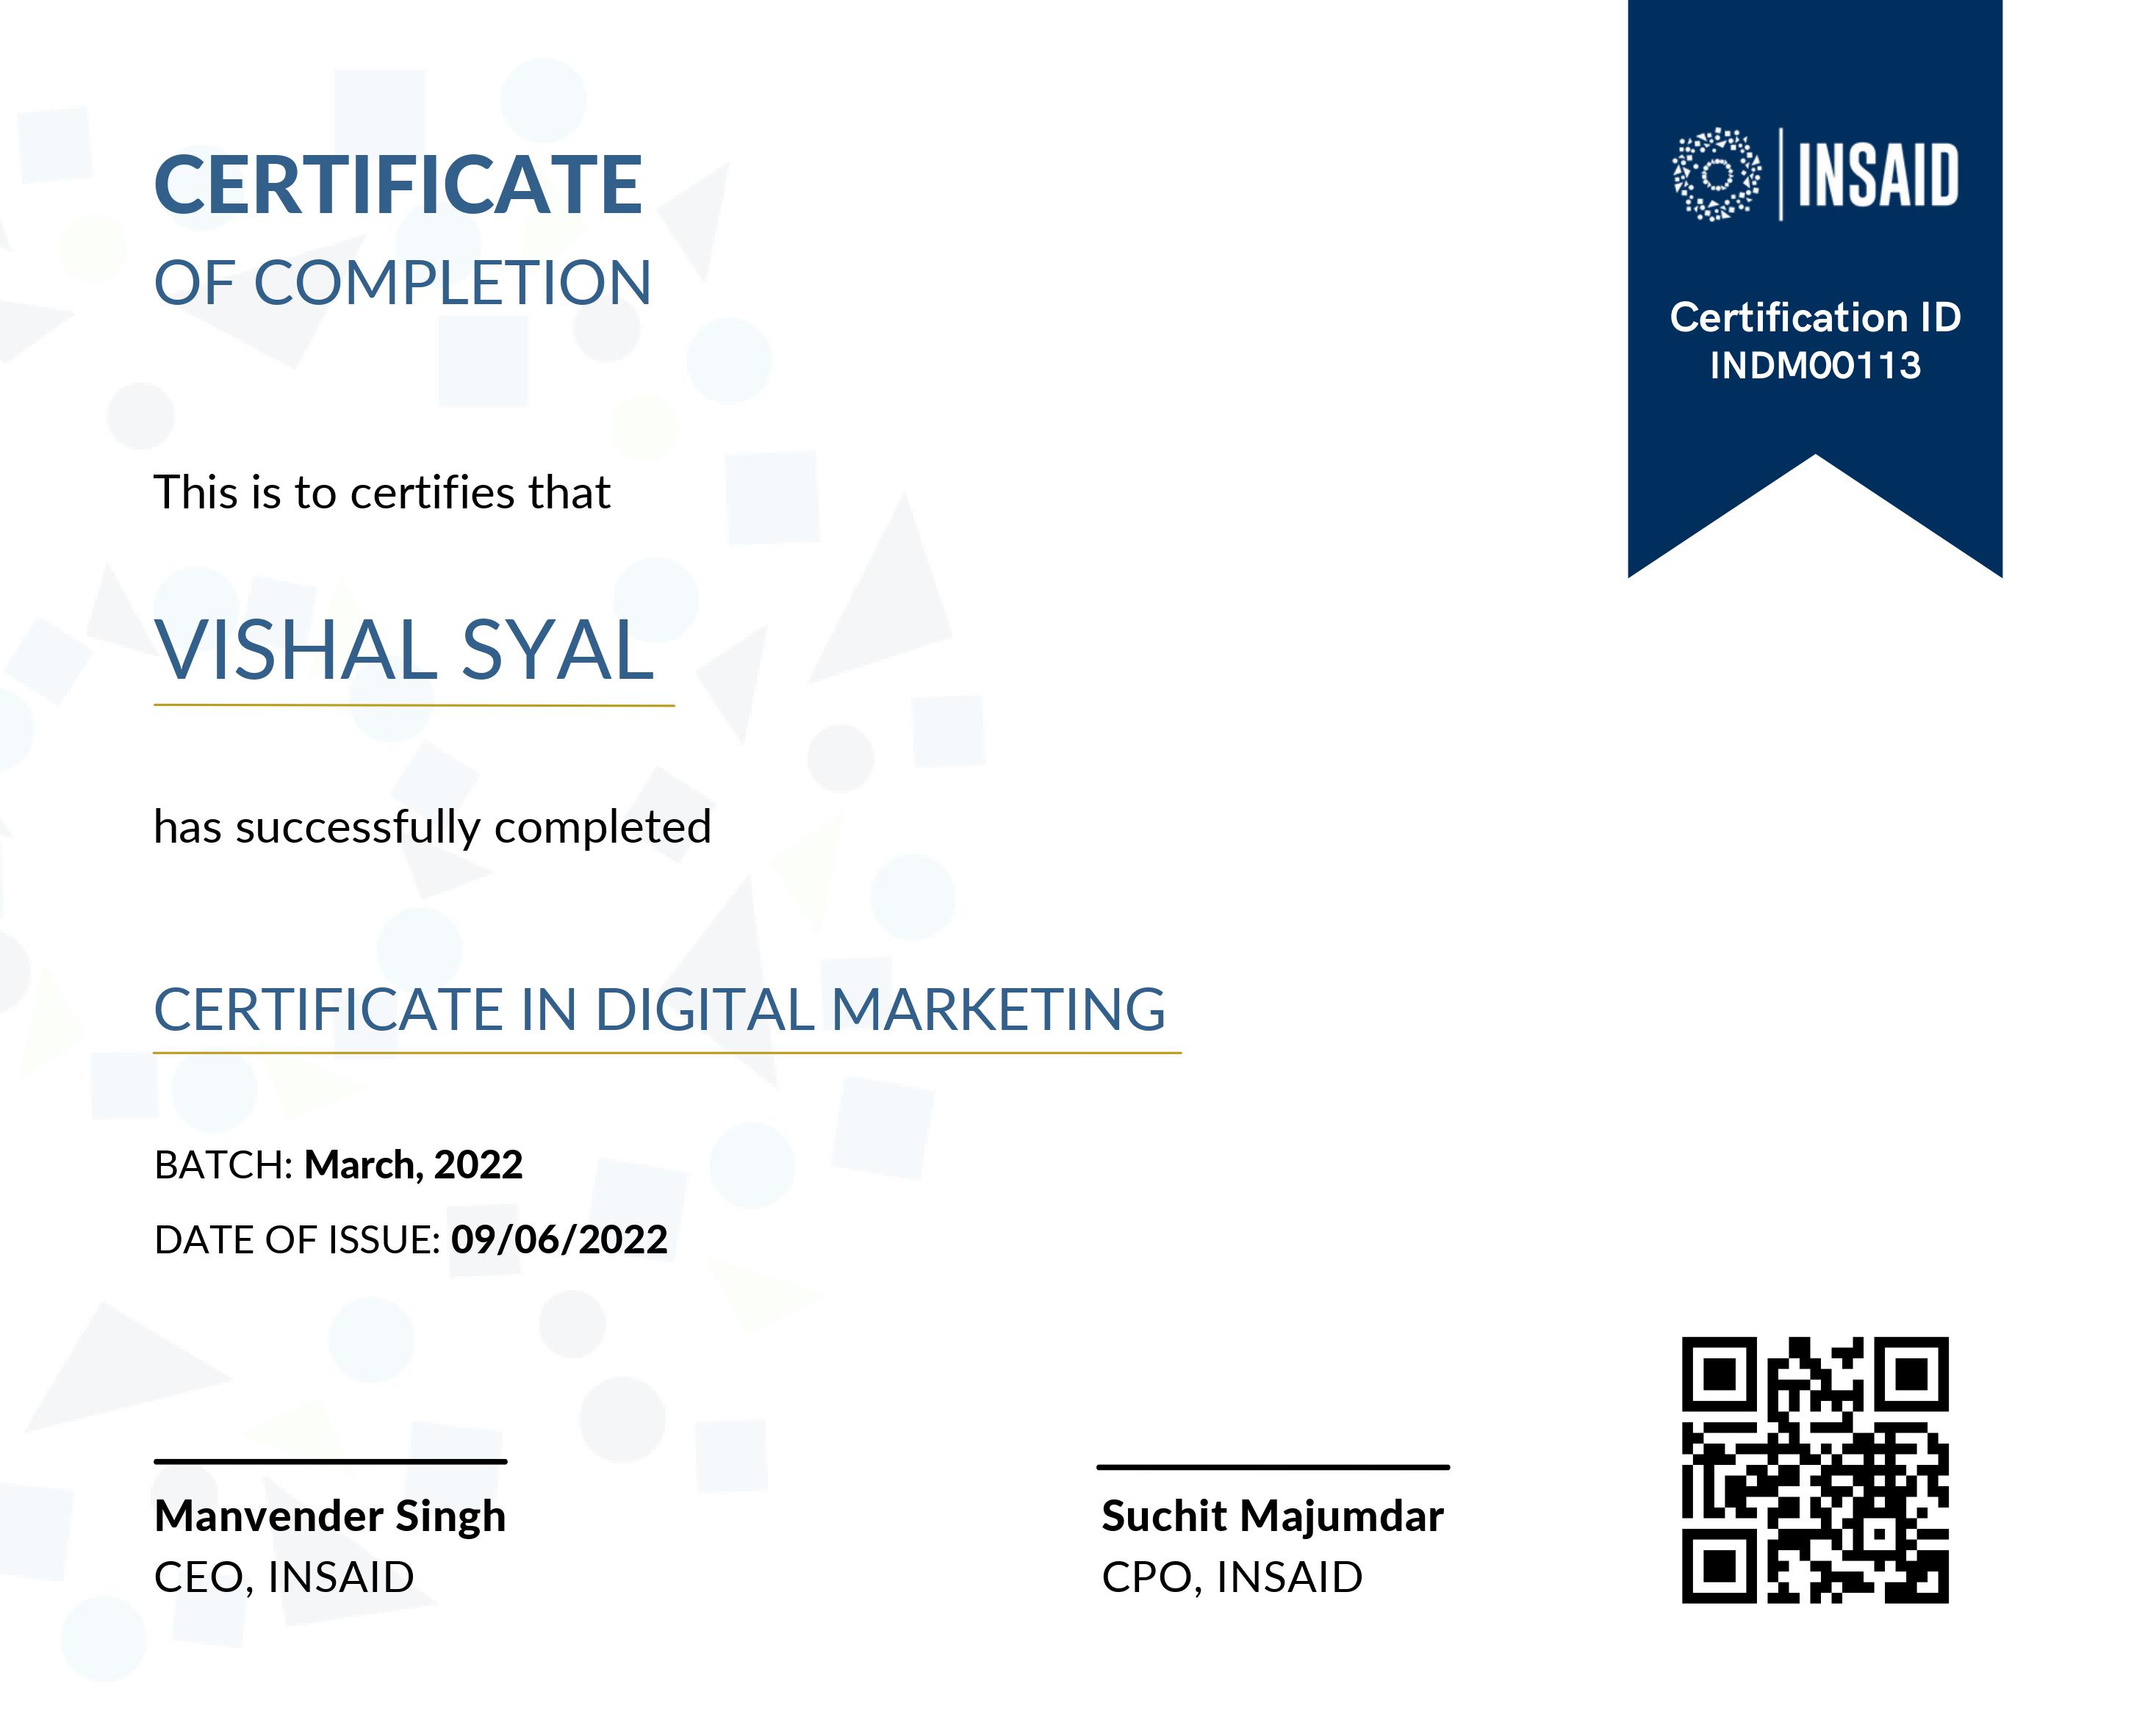 CERTIFICATE
OF COMPLETION
INSAID
Certification ID
INDM00113
This is to certifies that
VISHAL SYAL
has successfully completed
CERTIFICATE IN DIGITAL MARKETING
BATCH: March, 2022
DATE OF ISSUE: 09/06/2022
Manvender Singh
CEO, INSAID
Suchit Majumdar
CPO, INSAID